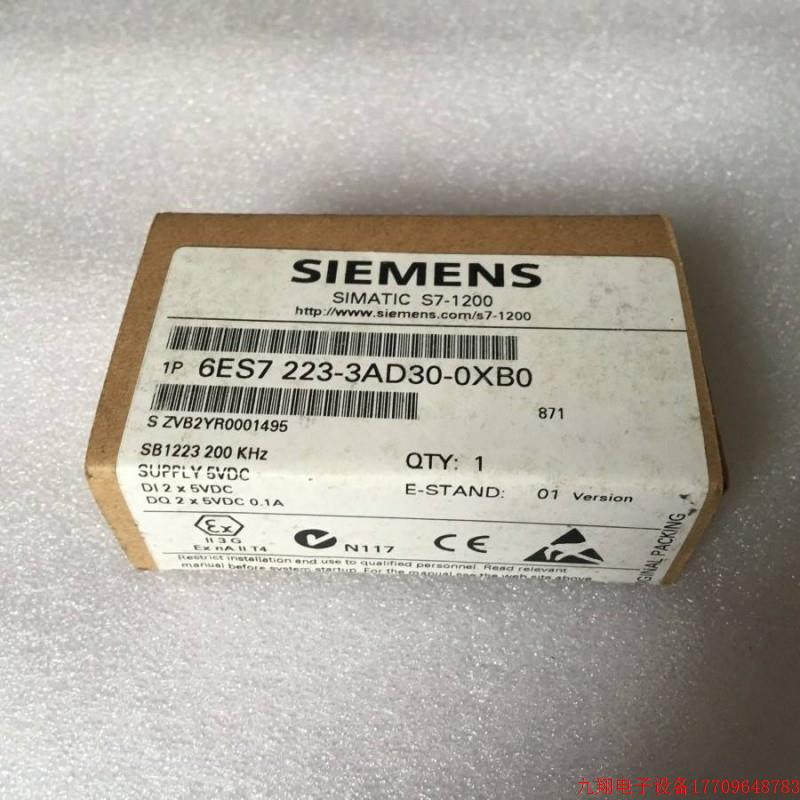 SIEMENS
SIMATIC S7-1200
http://www.siemens.com/s7-1200
1P 6ES7 223-3AD30-0XB0
871
S ZVB2YR0001495
SB1223 200 KHz
SUPPLY 5VDC
DI 2 x 5VDC
DQ 2 x 5VDC 0.1A
QTY: 1
E-STAND: 01 Version
Ex
II 3 G
Ex nA II T4
N117
CE
Restrict installation and use to qualified personnel. Read relevant
manual before system startup. For the manual see the web site above
GINAL PACKING
九翔电子设备17709648783